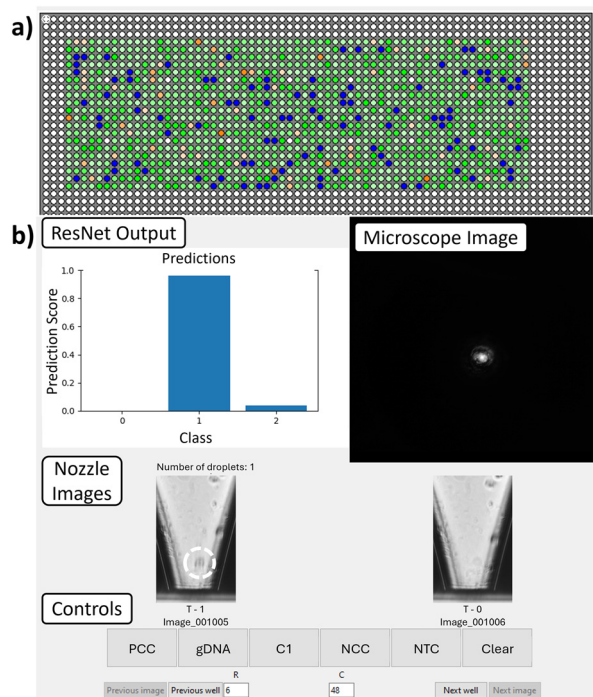 a)
b)
ResNet Output
Microscope Image
Predictions
Prediction Score
1.0
0.8
0.6
0.4
0.2
0.0
0 1 2
Class
Nozzle
Images
Number of droplets: 1
T - 1
Image_001005
T - 0
Image_001006
Controls
PCC gDNA C1 NCC NTC Clear
R C
Previous image Previous well 6 48 Next well Next image